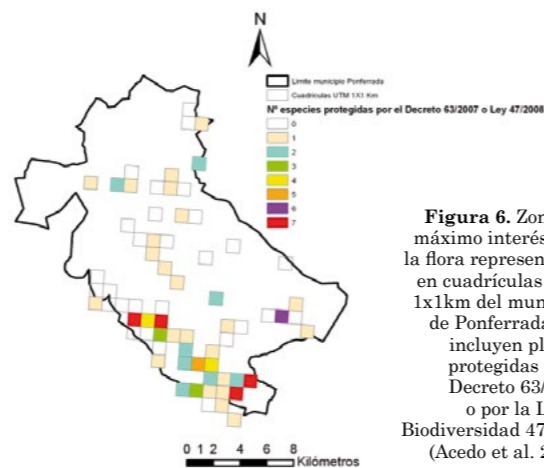 N
Limite municipio Ponferrada
Cuadrículas UTM 1X1 Km
Nº especies protegidas por el Decreto 63/2007 o Ley 47/2008
0
1
2
3
4
5
6
7
0 1 2 4 6 8
Kilómetros
Figura 6. Zon
máximo interés
la flora represen
en cuadrículas
1x1km del mun
de Ponferrada
incluyen pl
protegidas
Decreto 63/
o por la L
Biodiversidad 47
(Acedo et al. 2